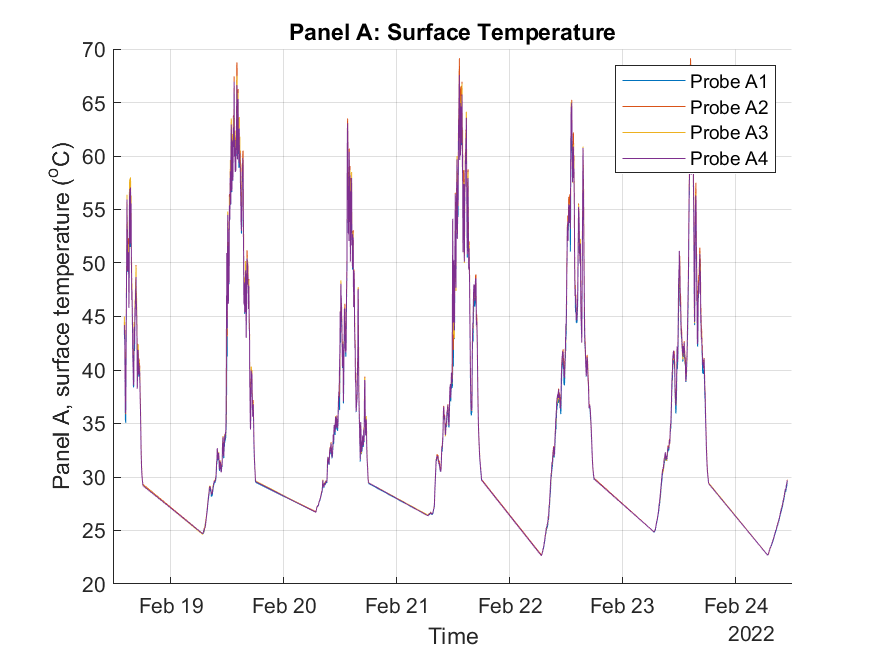 Panel A: Surface Temperature
Panel A, surface temperature (°C)
70
65
60
55
50
45
40
35
30
25
20
Probe A1
Probe A2
Probe A3
Probe A4
Feb 19
Feb 20
Feb 21
Feb 22
Feb 23
Feb 24
Time
2022